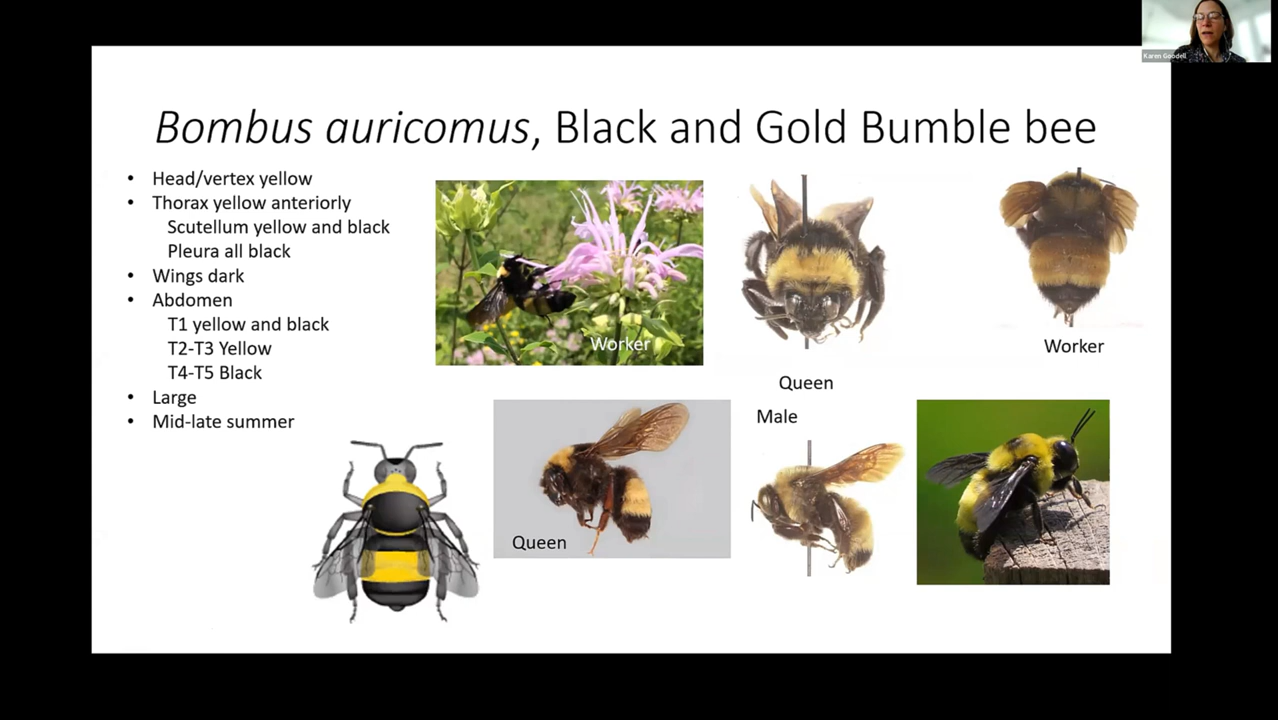 Karen Goodell
Bombus auricomus, Black and Gold Bumble bee
• Head/vertex yellow
• Thorax yellow anteriorly
Scutellum yellow and black
Pleura all black
• Wings dark
• Abdomen
T1 yellow and black
T2-T3 Yellow
T4-T5 Black
• Large
• Mid-late summer
Worker
Queen
Worker
Queen
Male